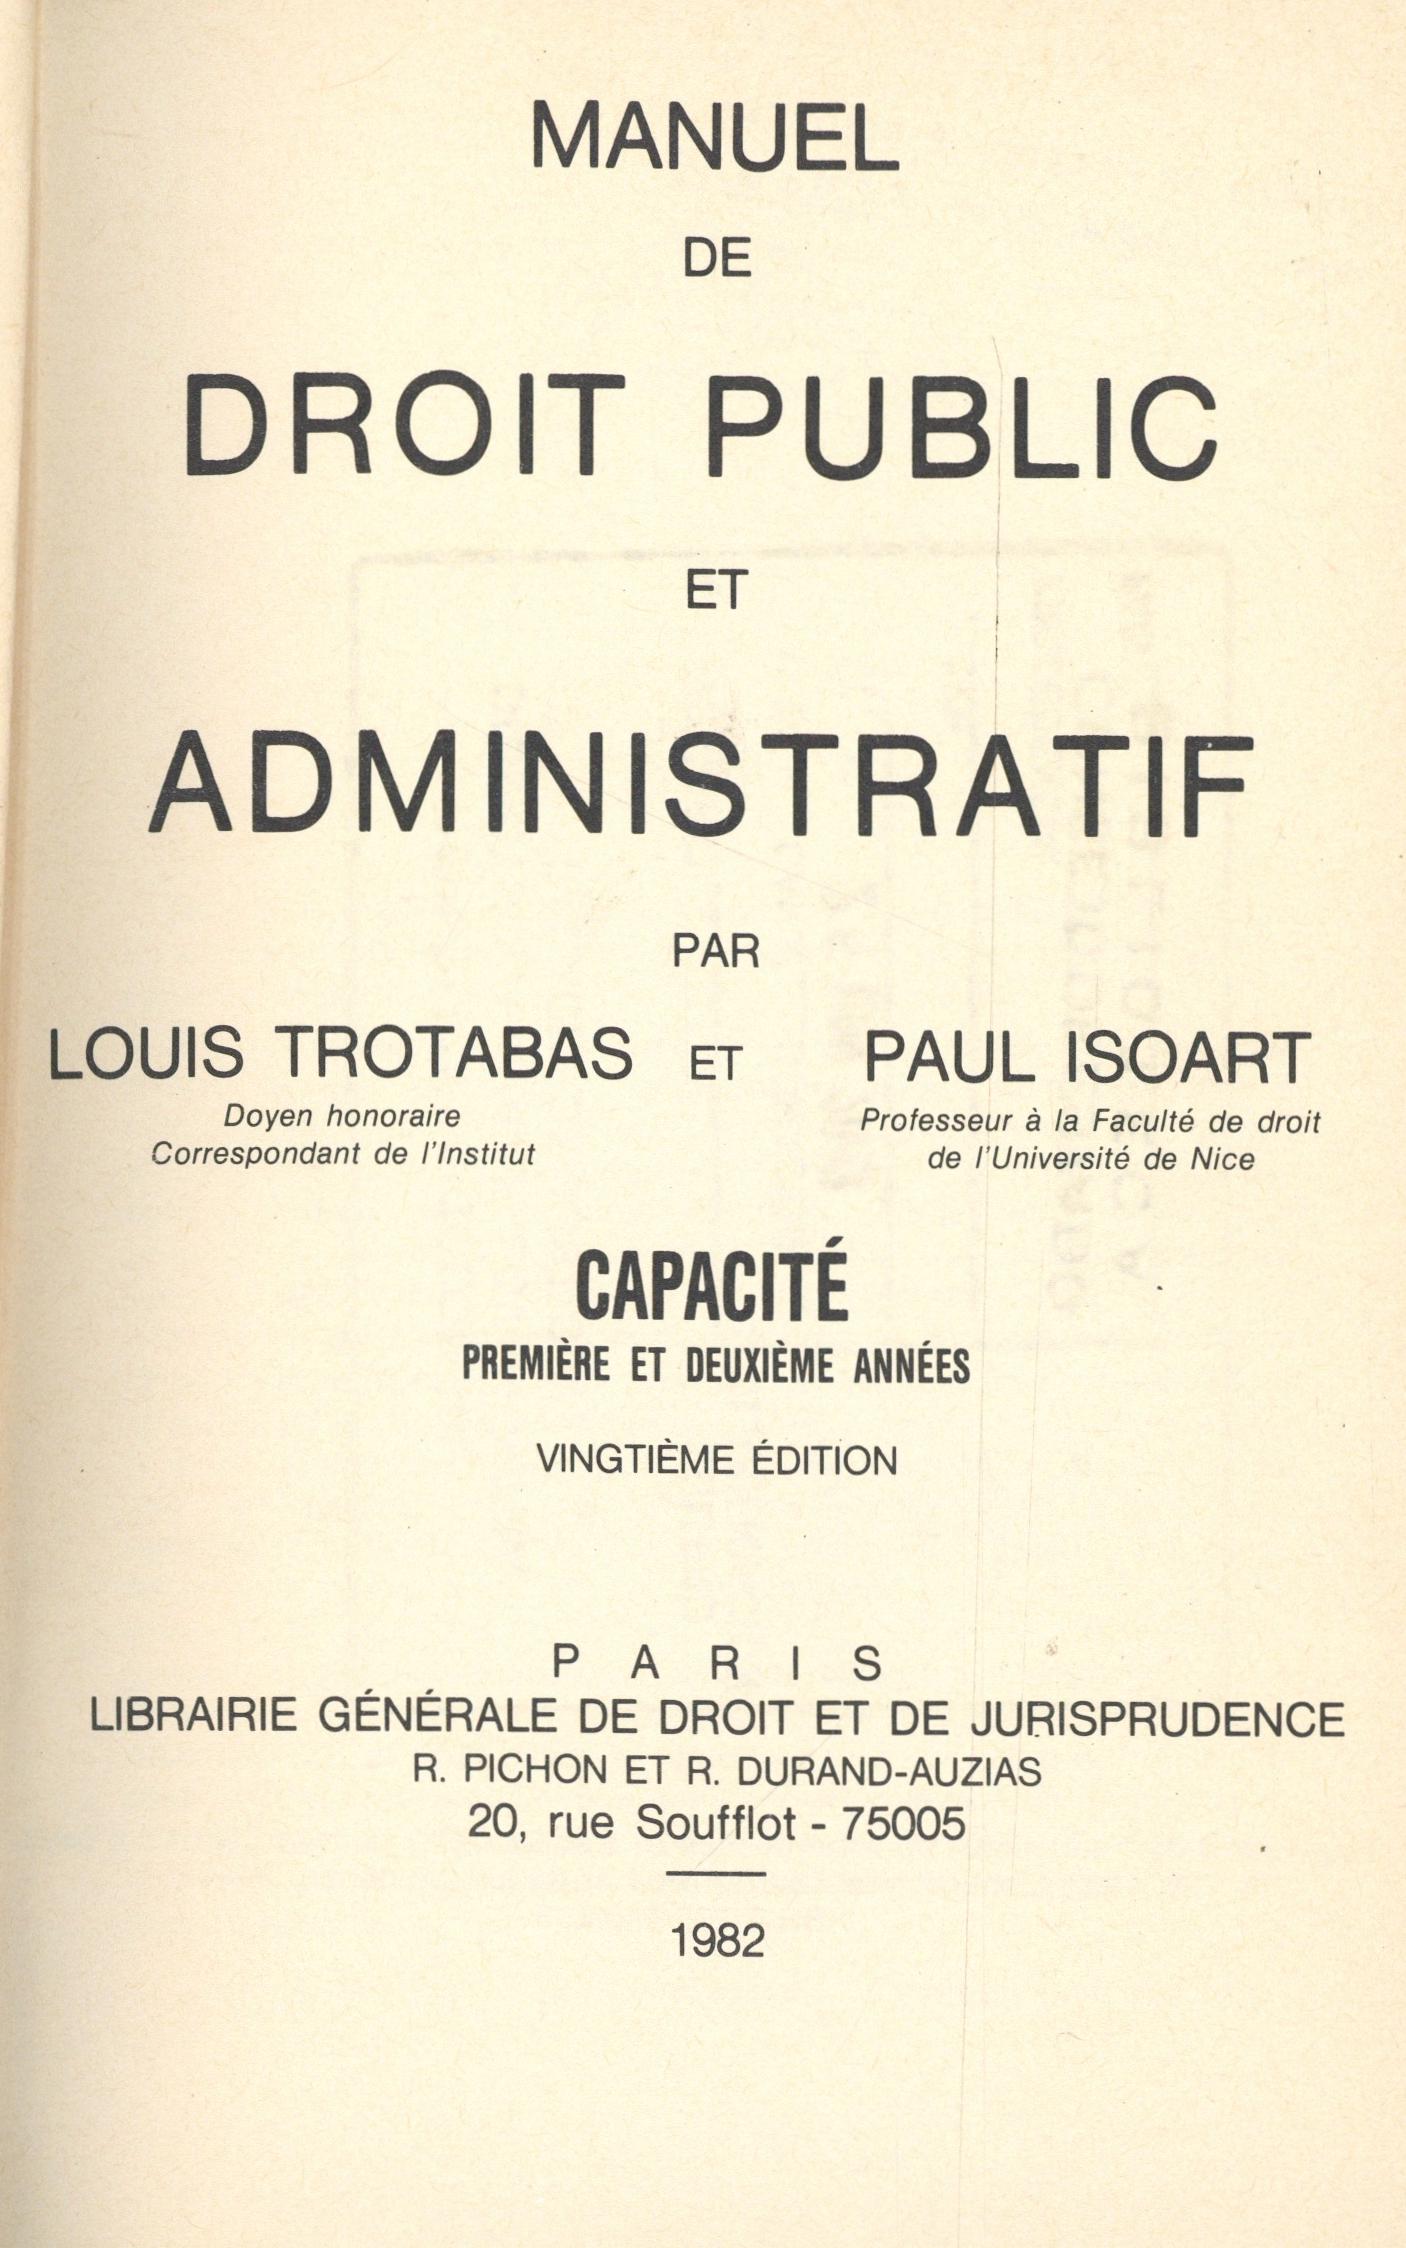 MANUEL
DE
DROIT PUBLIC
ET
ADMINISTRATIF
PAR
LOUIS TROTABAS ET PAUL ISOART
Doyen honoraire
Correspondant de l'Institut
Professeur à la Faculté de droit
de l'Université de Nice
CAPACITÉ
PREMIÈRE ET DEUXIÈME ANNÉES
VINGTIÈME ÉDITION
PARIS
LIBRAIRIE GÉNÉRALE DE DROIT ET DE JURISPRUDENCE
R. PICHON ET R. DURAND-AUZIAS
20, rue Soufflot - 75005
1982